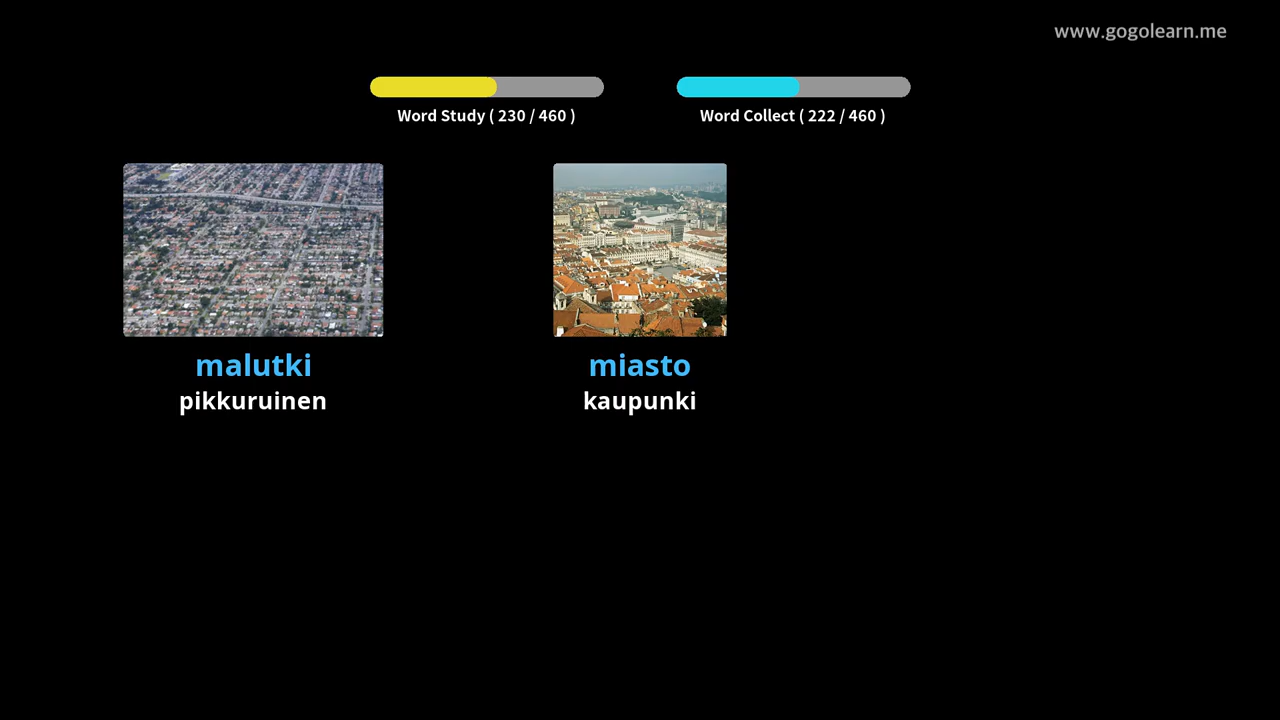 www.gogolearn.me
Word Study ( 230 / 460 )
Word Collect ( 222 / 460 )
malutki
pikkuruinen
miasto
kaupunki